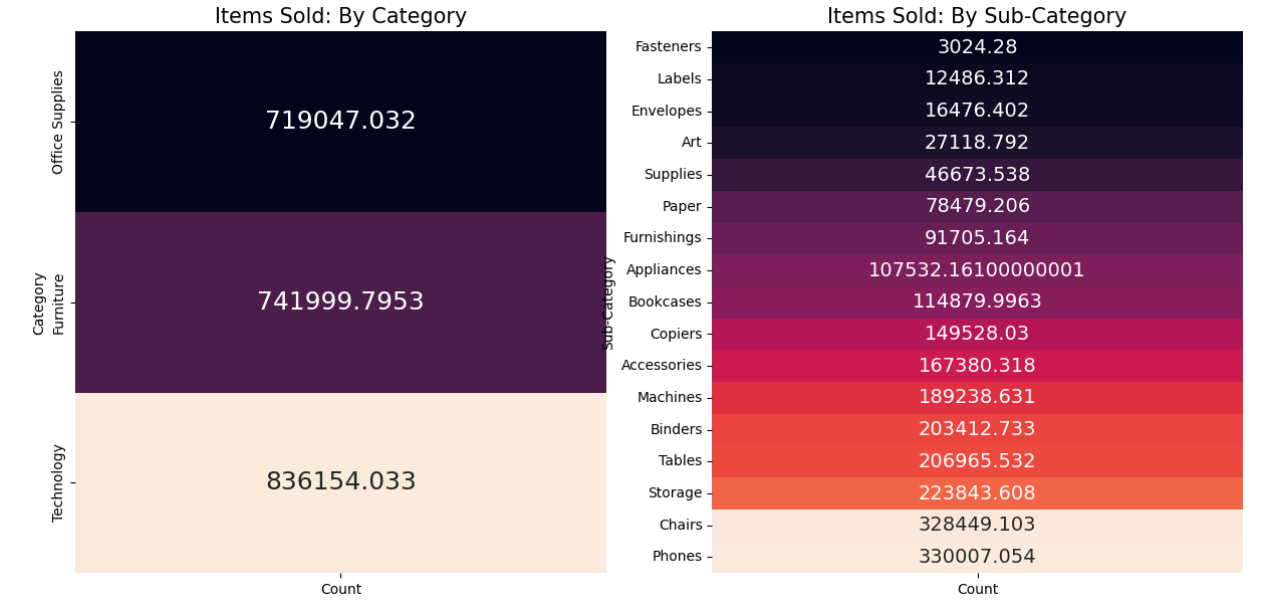 Items Sold: By Category
Office Supplies
719047.032
Category
Furniture
741999.7953
Technology
836154.033
Count
Items Sold: By Sub-Category
Sub-Category
Fasteners 3024.28
Labels 12486.312
Envelopes 16476.402
Art 27118.792
Supplies 46673.538
Paper 78479.206
Furnishings 91705.164
Appliances 107532.16100000001
Bookcases 114879.9963
Copiers 149528.03
Accessories 167380.318
Machines 189238.631
Binders 203412.733
Tables 206965.532
Storage 223843.608
Chairs 328449.103
Phones 330007.054
Count